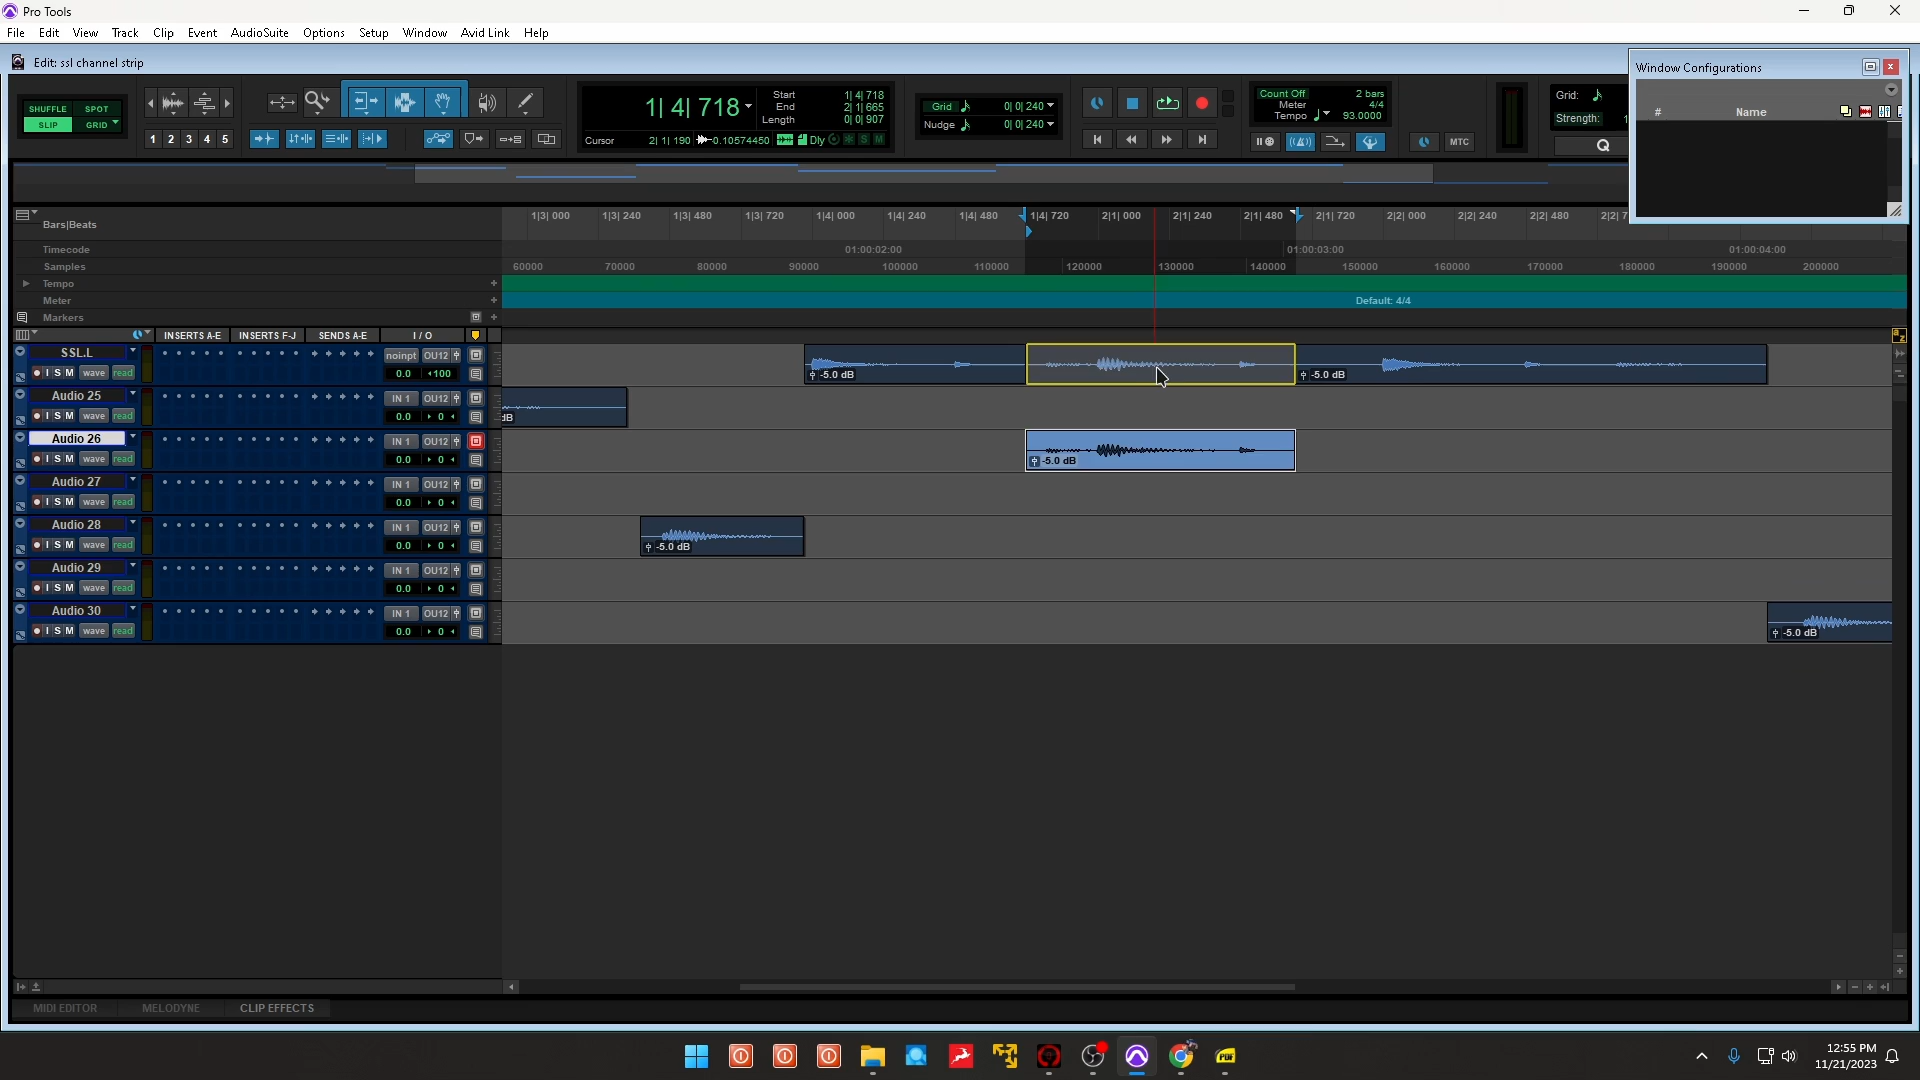 Pro Tools
File Edit View Track Clip Event AudioSuite Options Setup Window Avid Link Help
Edit: ssl channel strip
Window Configurations
# Name
SHUFFLE SPOT
SLIP GRID
1 2 3 4 5
1| 4| 718
Start 1| 4| 718
End 2| 1| 665
Length 0| 0| 907
Cursor 2| 1| 190 -0.10574450 Dly S M
Grid 0| 0| 240
Nudge 0| 0| 240
Count Off 2 bars
Meter 4/4
Tempo 93.0000
MTC
Grid:
Strength: 1
Q
Bars|Beats
1|3| 000 1|3| 240 1|3| 480 1|3| 720 1|4| 000 1|4| 240 1|4| 480 1|4| 720 2|1| 000 2|1| 240 2|1| 480 2|1| 720 2|2| 000 2|2| 240 2|2| 480 2|2| 7
Timecode 01:00:02:00 01:00:03:00 01:00:04:00
Samples 60000 70000 80000 90000 100000 110000 120000 130000 140000 150000 160000 170000 180000 190000 200000
Tempo
Meter Default: 4/4
Markers
INSERTS A-E INSERTS F-J SENDS A-E I / O
SSL.L noinpt OU12
I S M wave read 0.0 100
-5.0 dB -5.0 dB
Audio 25 IN 1 OU12
I S M wave read 0.0 0
dB
Audio 26 IN 1 OU12
I S M wave read 0.0 0
-5.0 dB
Audio 27 IN 1 OU12
I S M wave read 0.0 0
Audio 28 IN 1 OU12
I S M wave read 0.0 0
-5.0 dB
Audio 29 IN 1 OU12
I S M wave read 0.0 0
Audio 30 IN 1 OU12
I S M wave read 0.0 0
-5.0 dB
MIDI EDITOR MELODYNE CLIP EFFECTS
PDF
12:55 PM
11/21/2023